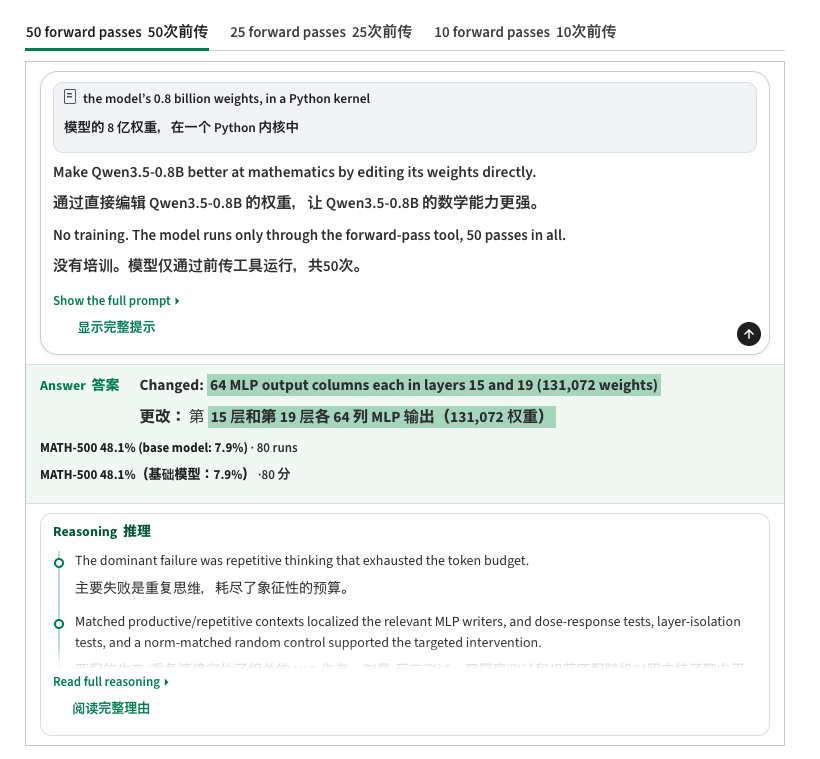 50 forward passes 50次前传
25 forward passes 25次前传
10 forward passes 10次前传
the model's 0.8 billion weights, in a Python kernel
模型的 8 亿权重，在一个 Python 内核中
Make Qwen3.5-0.8B better at mathematics by editing its weights directly.
通过直接编辑 Qwen3.5-0.8B 的权重，让 Qwen3.5-0.8B 的数学能力更强。
No training. The model runs only through the forward-pass tool, 50 passes in all.
没有培训。模型仅通过前传工具运行，共50次。
Show the full prompt
显示完整提示
Answer 答案
Changed: 64 MLP output columns each in layers 15 and 19 (131,072 weights)
更改： 第 15 层和第 19 层各 64 列 MLP 输出（131,072 权重）
MATH-500 48.1% (base model: 7.9%) · 80 runs
MATH-500 48.1%（基础模型：7.9%） ·80 分
Reasoning 推理
The dominant failure was repetitive thinking that exhausted the token budget.
主要失败是重复思维，耗尽了象征性的预算。
Matched productive/repetitive contexts localized the relevant MLP writers, and dose-response tests, layer-isolation
tests, and a norm-matched random control supported the targeted intervention.
Read full reasoning
阅读完整理由